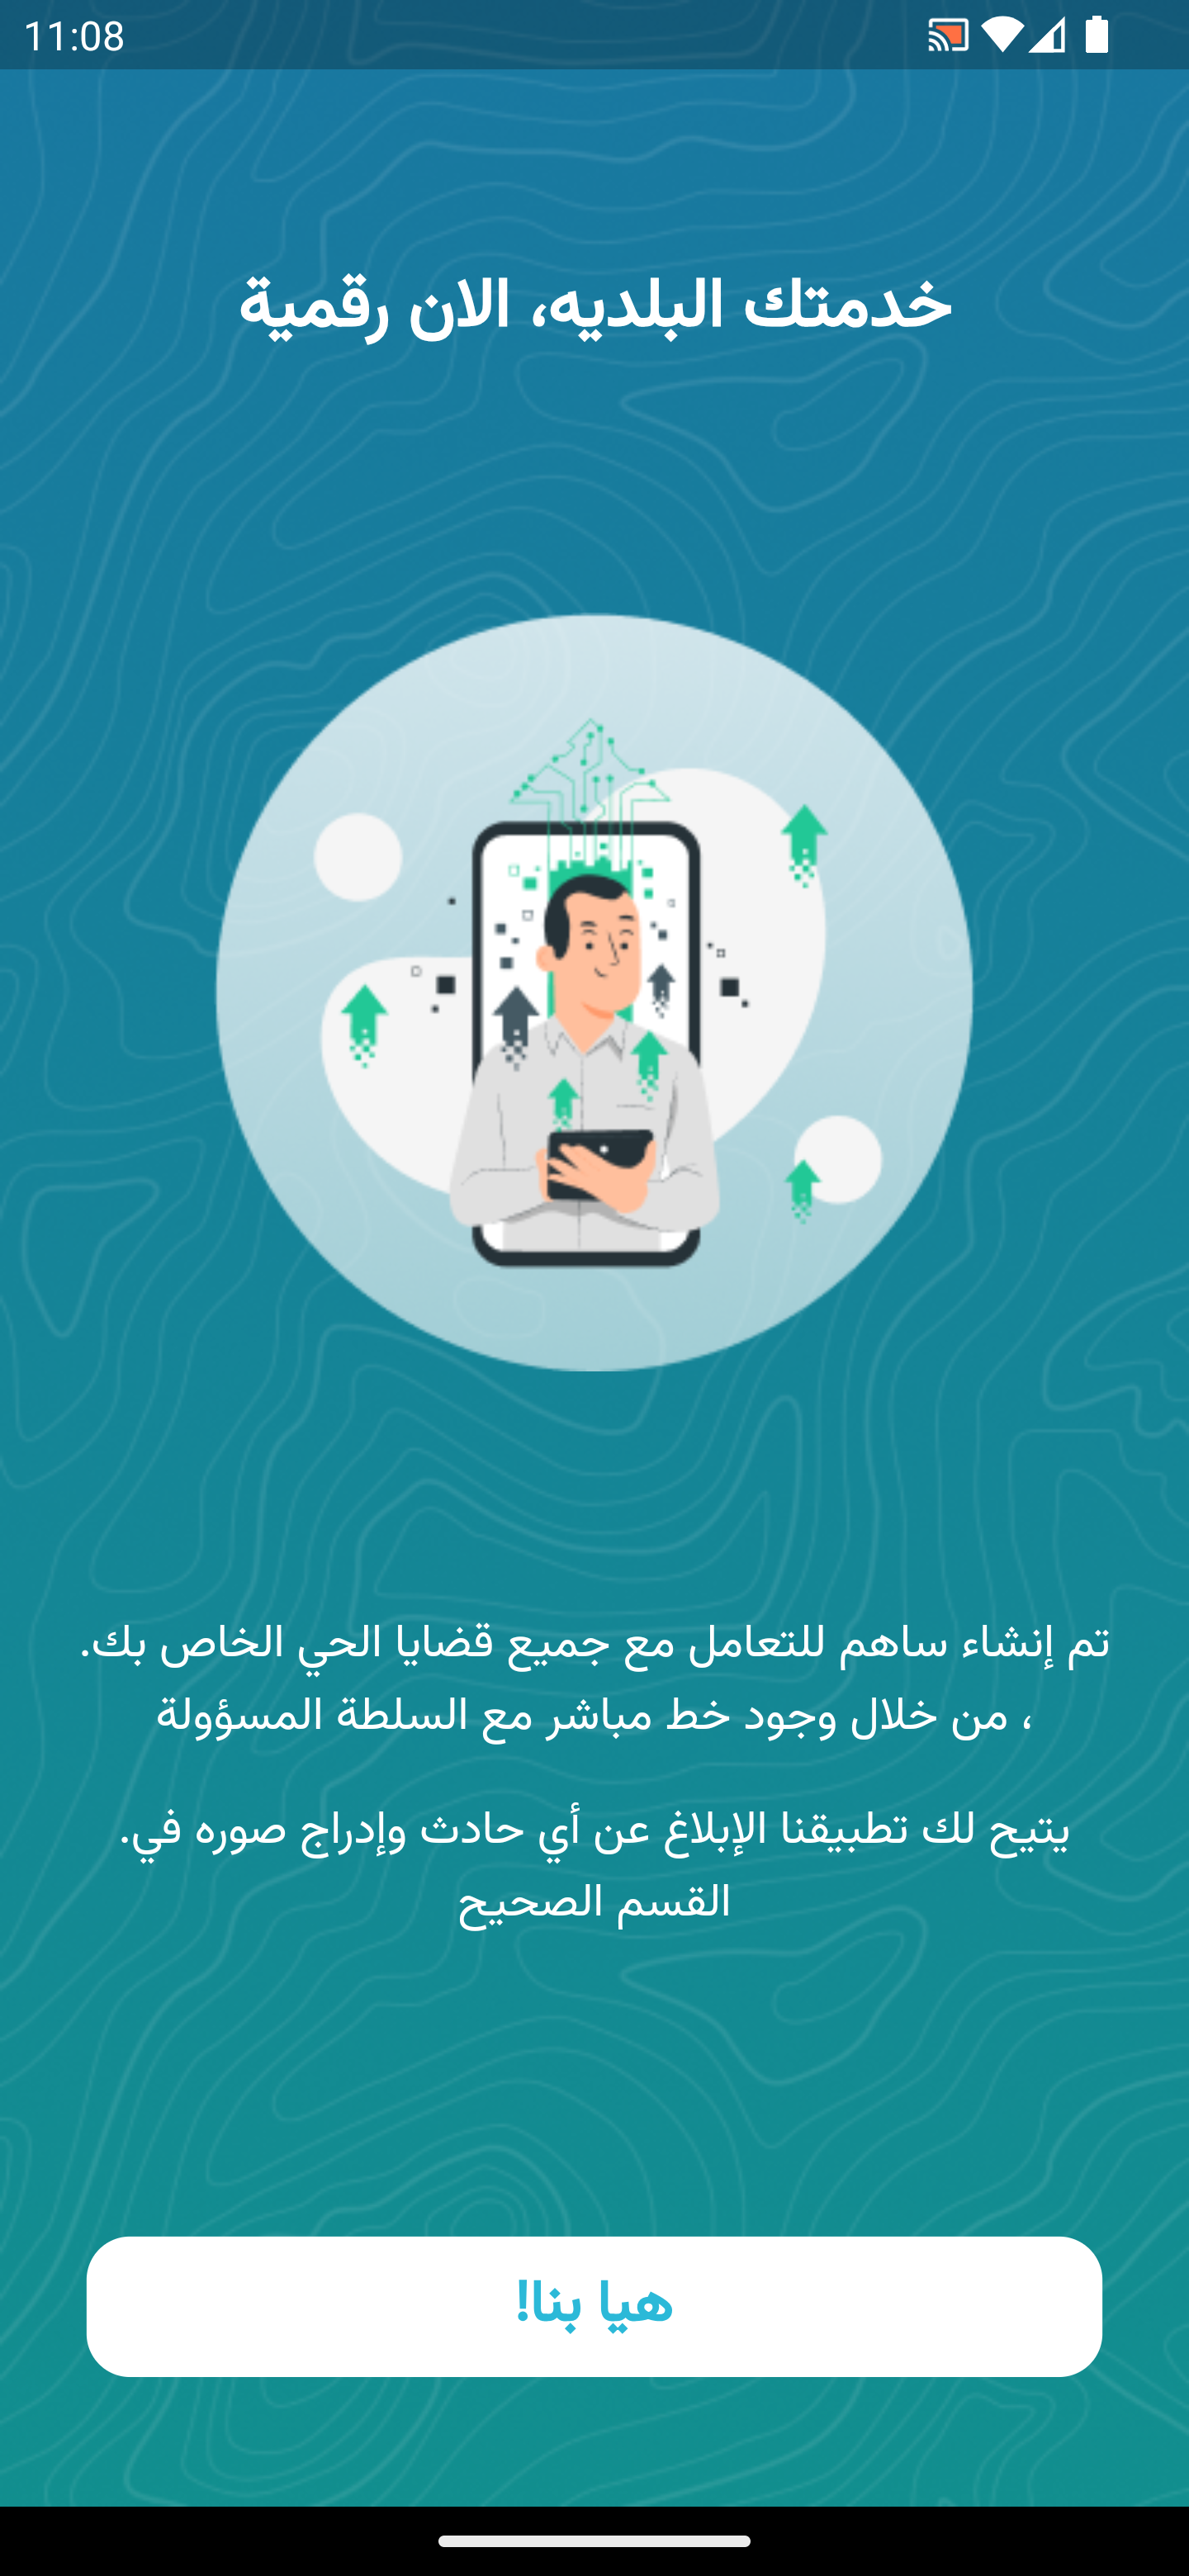 11:08
خدمتك البلديه، الان رقمية
تم إنشاء ساهم للتعامل مع جميع قضايا الحي الخاص بك.
، من خلال وجود خط مباشر مع السلطة المسؤولة
يتيح لك تطبيقنا الإبلاغ عن أي حادث وإدراج صوره في.
القسم الصحيح
هيا بنا!